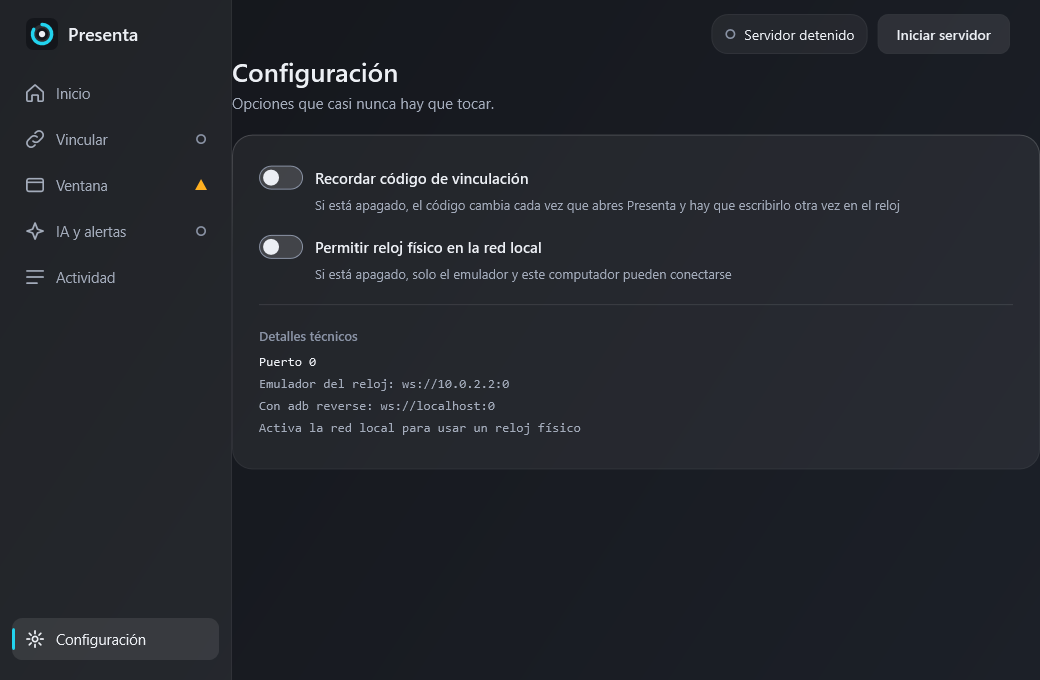 Presenta
Inicio
Vincular
Ventana
IA y alertas
Actividad
Configuración
Servidor detenido
Iniciar servidor
Configuración
Opciones que casi nunca hay que tocar.
Recordar código de vinculación
Si está apagado, el código cambia cada vez que abres Presenta y hay que escribirlo otra vez en el reloj
Permitir reloj físico en la red local
Si está apagado, solo el emulador y este computador pueden conectarse
Detalles técnicos
Puerto 0
Emulador del reloj: ws://10.0.2.2:0
Con adb reverse: ws://localhost:0
Activa la red local para usar un reloj físico